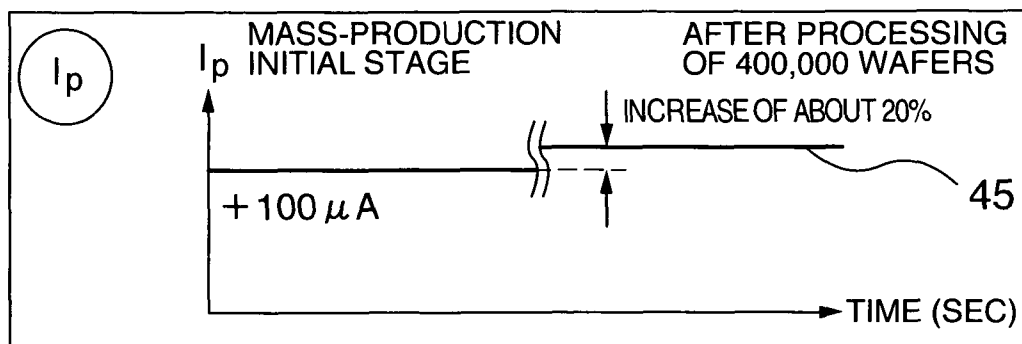 Ip
Ip
MASS-PRODUCTION
INITIAL STAGE
AFTER PROCESSING
OF 400,000 WAFERS
INCREASE OF ABOUT 20%
+100 μA
45
TIME (SEC)